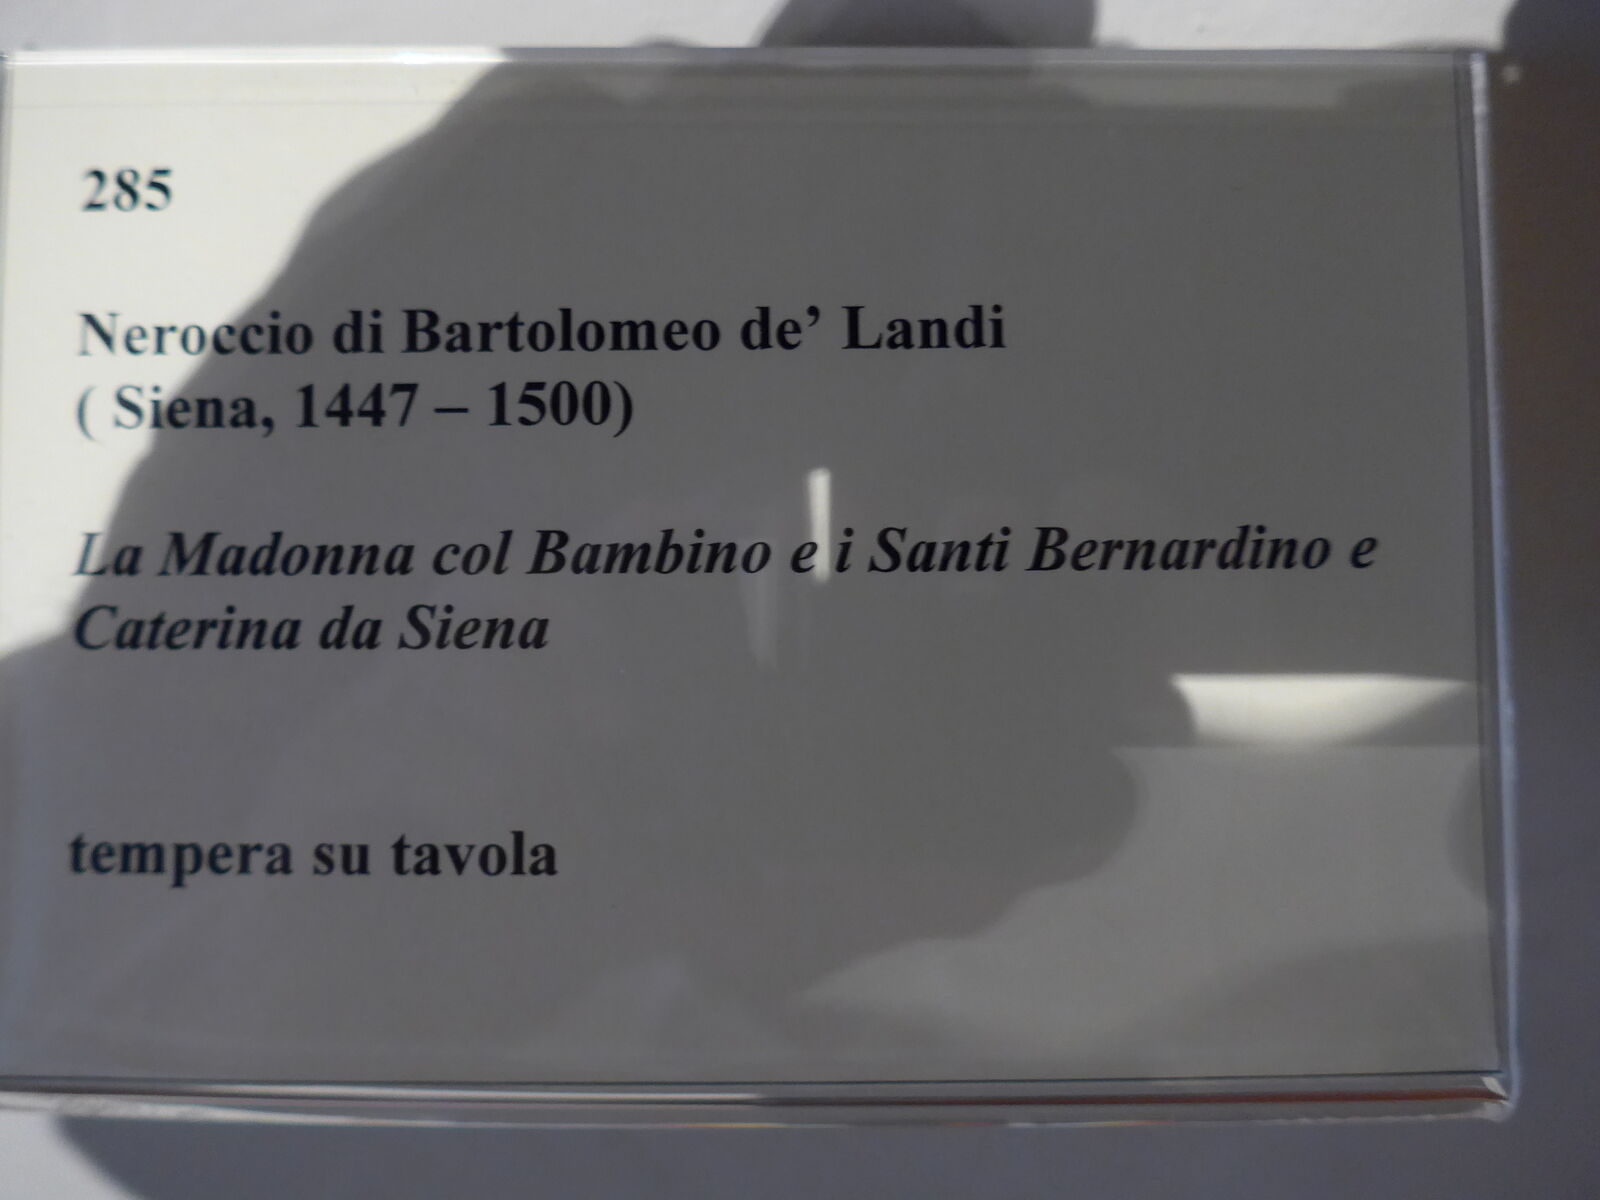 285
Neroccio di Bartolomeo de’ Landi
( Siena, 1447 – 1500)
La Madonna col Bambino e i Santi Bernardino e
Caterina da Siena
tempera su tavola